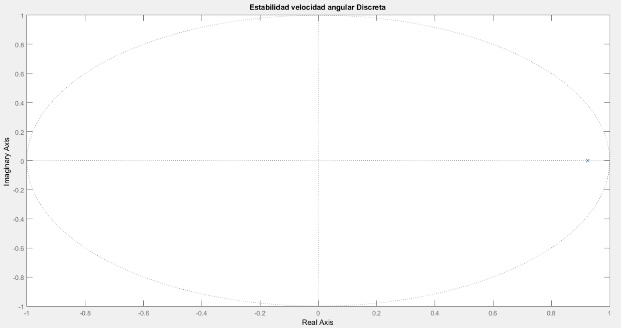 Estabilidad velocidad angular Discreta
1
0.8
0.6
0.4
0.2
0
-0.2
-0.4
-0.6
-0.8
-1
Imaginary Axis
-1 -0.8 -0.6 -0.4 -0.2 0 0.2 0.4 0.6 0.8 1
Real Axis